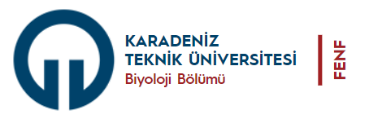 KARADENİZ
TEKNİK ÜNİVERSİTESİ
Biyoloji Bölümü
FENF